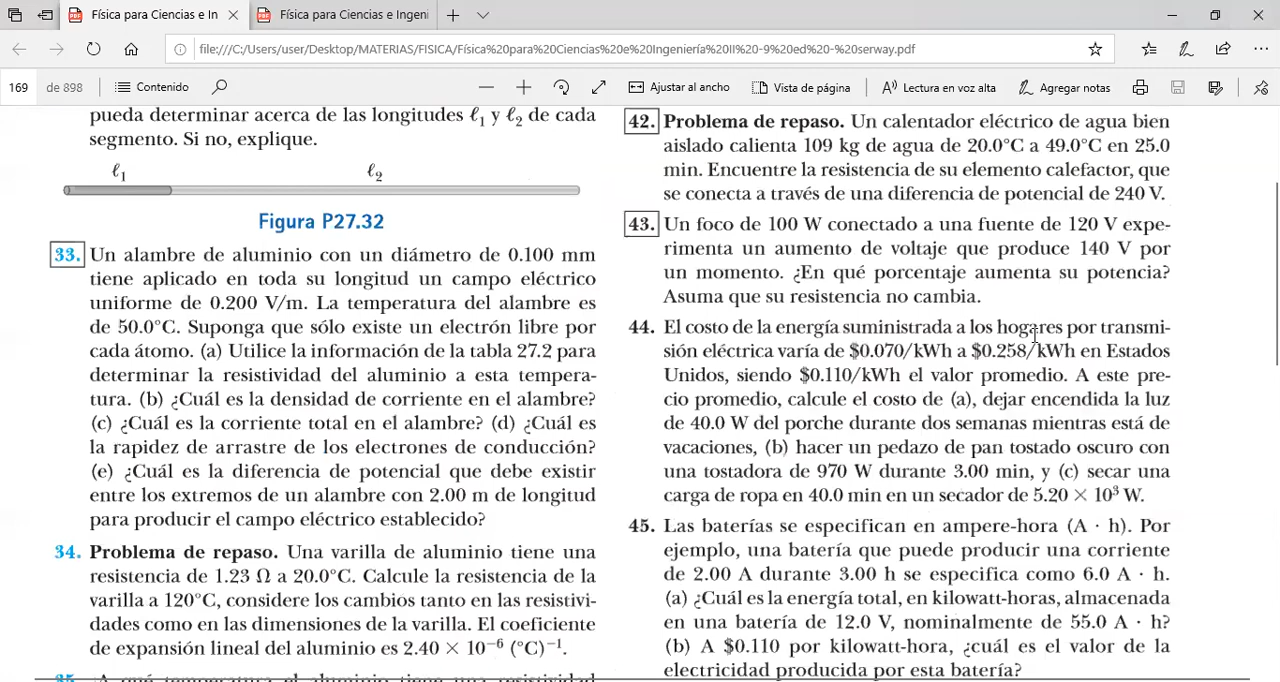 Física para Ciencias e In
Física para Ciencias e Ingeni
file:///C:/Users/user/Desktop/MATERIAS/FISICA/Física%20para%20Ciencias%20e%20Ingeniería%20II%20-9%20ed%20-%20serway.pdf
169 de 898 Contenido Ajustar al ancho Vista de página Lectura en voz alta Agregar notas
pueda determinar acerca de las longitudes ℓ1 y ℓ2 de cada
segmento. Si no, explique.
ℓ1 ℓ2
Figura P27.32
33. Un alambre de aluminio con un diámetro de 0.100 mm
tiene aplicado en toda su longitud un campo eléctrico
uniforme de 0.200 V/m. La temperatura del alambre es
de 50.0°C. Suponga que sólo existe un electrón libre por
cada átomo. (a) Utilice la información de la tabla 27.2 para
determinar la resistividad del aluminio a esta tempera-
tura. (b) ¿Cuál es la densidad de corriente en el alambre?
(c) ¿Cuál es la corriente total en el alambre? (d) ¿Cuál es
la rapidez de arrastre de los electrones de conducción?
(e) ¿Cuál es la diferencia de potencial que debe existir
entre los extremos de un alambre con 2.00 m de longitud
para producir el campo eléctrico establecido?
34. Problema de repaso. Una varilla de aluminio tiene una
resistencia de 1.23 Ω a 20.0°C. Calcule la resistencia de la
varilla a 120°C, considere los cambios tanto en las resistivi-
dades como en las dimensiones de la varilla. El coeficiente
de expansión lineal del aluminio es 2.40 × 10⁻⁶ (°C)⁻¹.
35. ¿A qué temperatura el aluminio tiene una resistividad
42. Problema de repaso. Un calentador eléctrico de agua bien
aislado calienta 109 kg de agua de 20.0°C a 49.0°C en 25.0
min. Encuentre la resistencia de su elemento calefactor, que
se conecta a través de una diferencia de potencial de 240 V.
43. Un foco de 100 W conectado a una fuente de 120 V expe-
rimenta un aumento de voltaje que produce 140 V por
un momento. ¿En qué porcentaje aumenta su potencia?
Asuma que su resistencia no cambia.
44. El costo de la energía suministrada a los hogares por transmi-
sión eléctrica varía de $0.070/kWh a $0.258/kWh en Estados
Unidos, siendo $0.110/kWh el valor promedio. A este pre-
cio promedio, calcule el costo de (a), dejar encendida la luz
de 40.0 W del porche durante dos semanas mientras está de
vacaciones, (b) hacer un pedazo de pan tostado oscuro con
una tostadora de 970 W durante 3.00 min, y (c) secar una
carga de ropa en 40.0 min en un secador de 5.20 × 10³ W.
45. Las baterías se especifican en ampere-hora (A · h). Por
ejemplo, una batería que puede producir una corriente
de 2.00 A durante 3.00 h se especifica como 6.0 A · h.
(a) ¿Cuál es la energía total, en kilowatt-horas, almacenada
en una batería de 12.0 V, nominalmente de 55.0 A · h?
(b) A $0.110 por kilowatt-hora, ¿cuál es el valor de la
electricidad producida por esta batería?